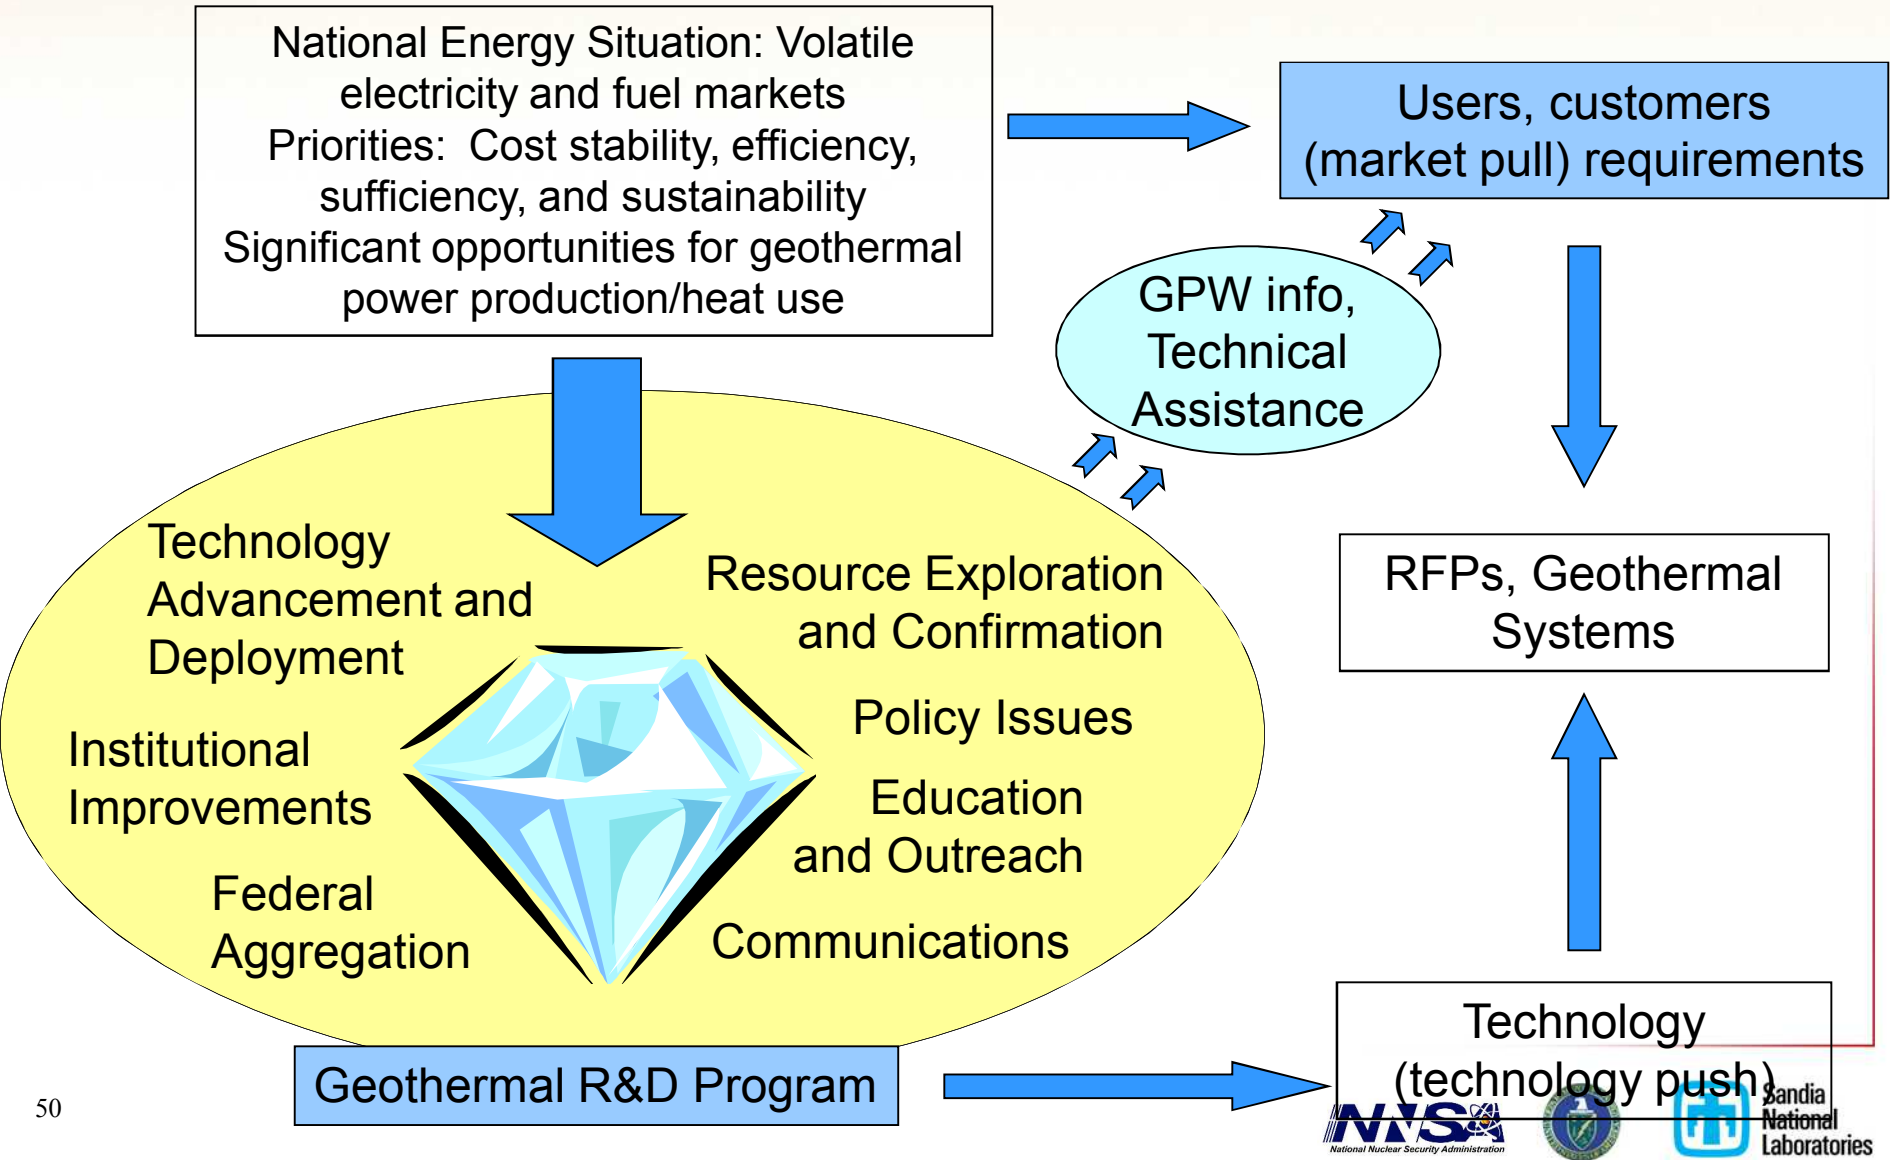 National Energy Situation: Volatile
electricity and fuel markets
Priorities:  Cost stability, efficiency,
sufficiency, and sustainability
Significant opportunities for geothermal
power production/heat use
Users, customers
(market pull) requirements
GPW info,
Technical
Assistance
Technology
Advancement and
Deployment
Resource Exploration
and Confirmation
RFPs, Geothermal
Systems
Institutional
Improvements
Policy Issues
Education
and Outreach
Federal
Aggregation
Communications
Geothermal R&D Program
Technology
(technology push)
50
NNSA
National Nuclear Security Administration
Sandia
National
Laboratories